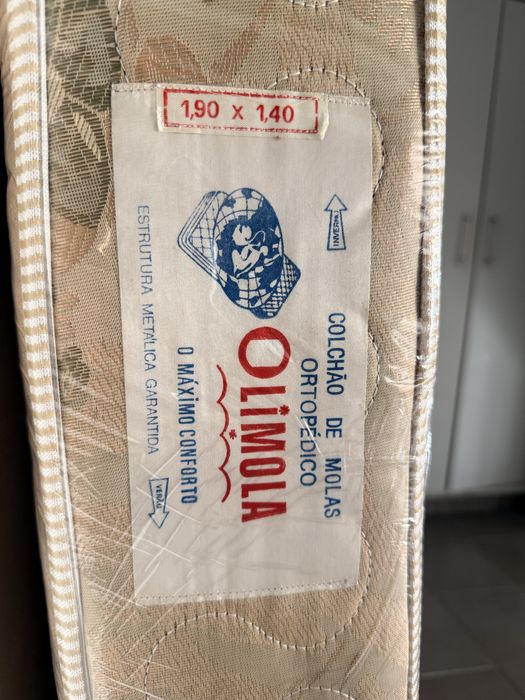 1,90 x 1,40
INVERNO
COLCHÃO DE MOLAS
ORTOPÉDICO
OLIMOLA
O MÁXIMO CONFORTO
ESTRUTURA METÁLICA GARANTIDA
VERÃO